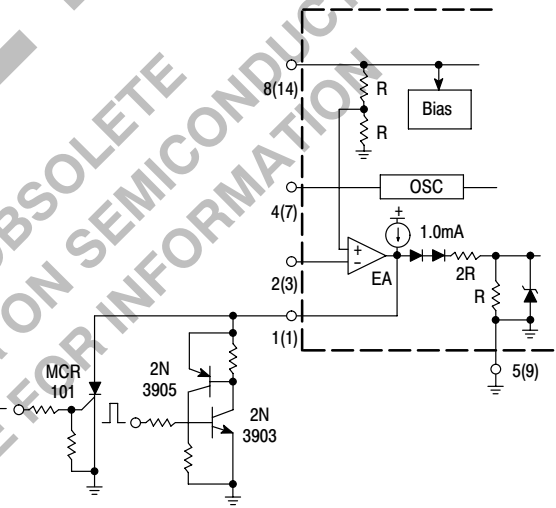 OBSOLETE
ON SEMICONDUCT
FOR INFORMATION
8(14)
R
R
Bias
4(7)
OSC
+
1.0mA
+
–
EA
2(3)
2R
R
1(1)
5(9)
MCR
101
2N
3905
2N
3903